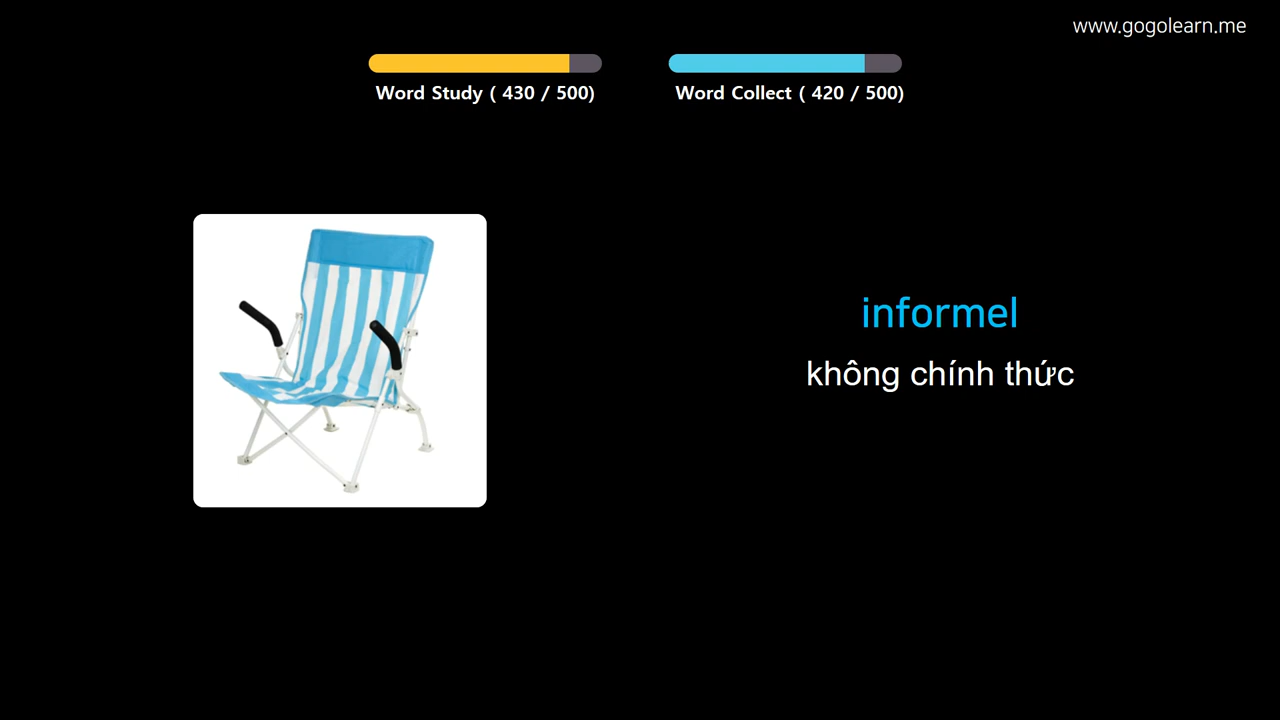 www.gogolearn.me
Word Study ( 430 / 500)
Word Collect ( 420 / 500)
informel
không chính thức